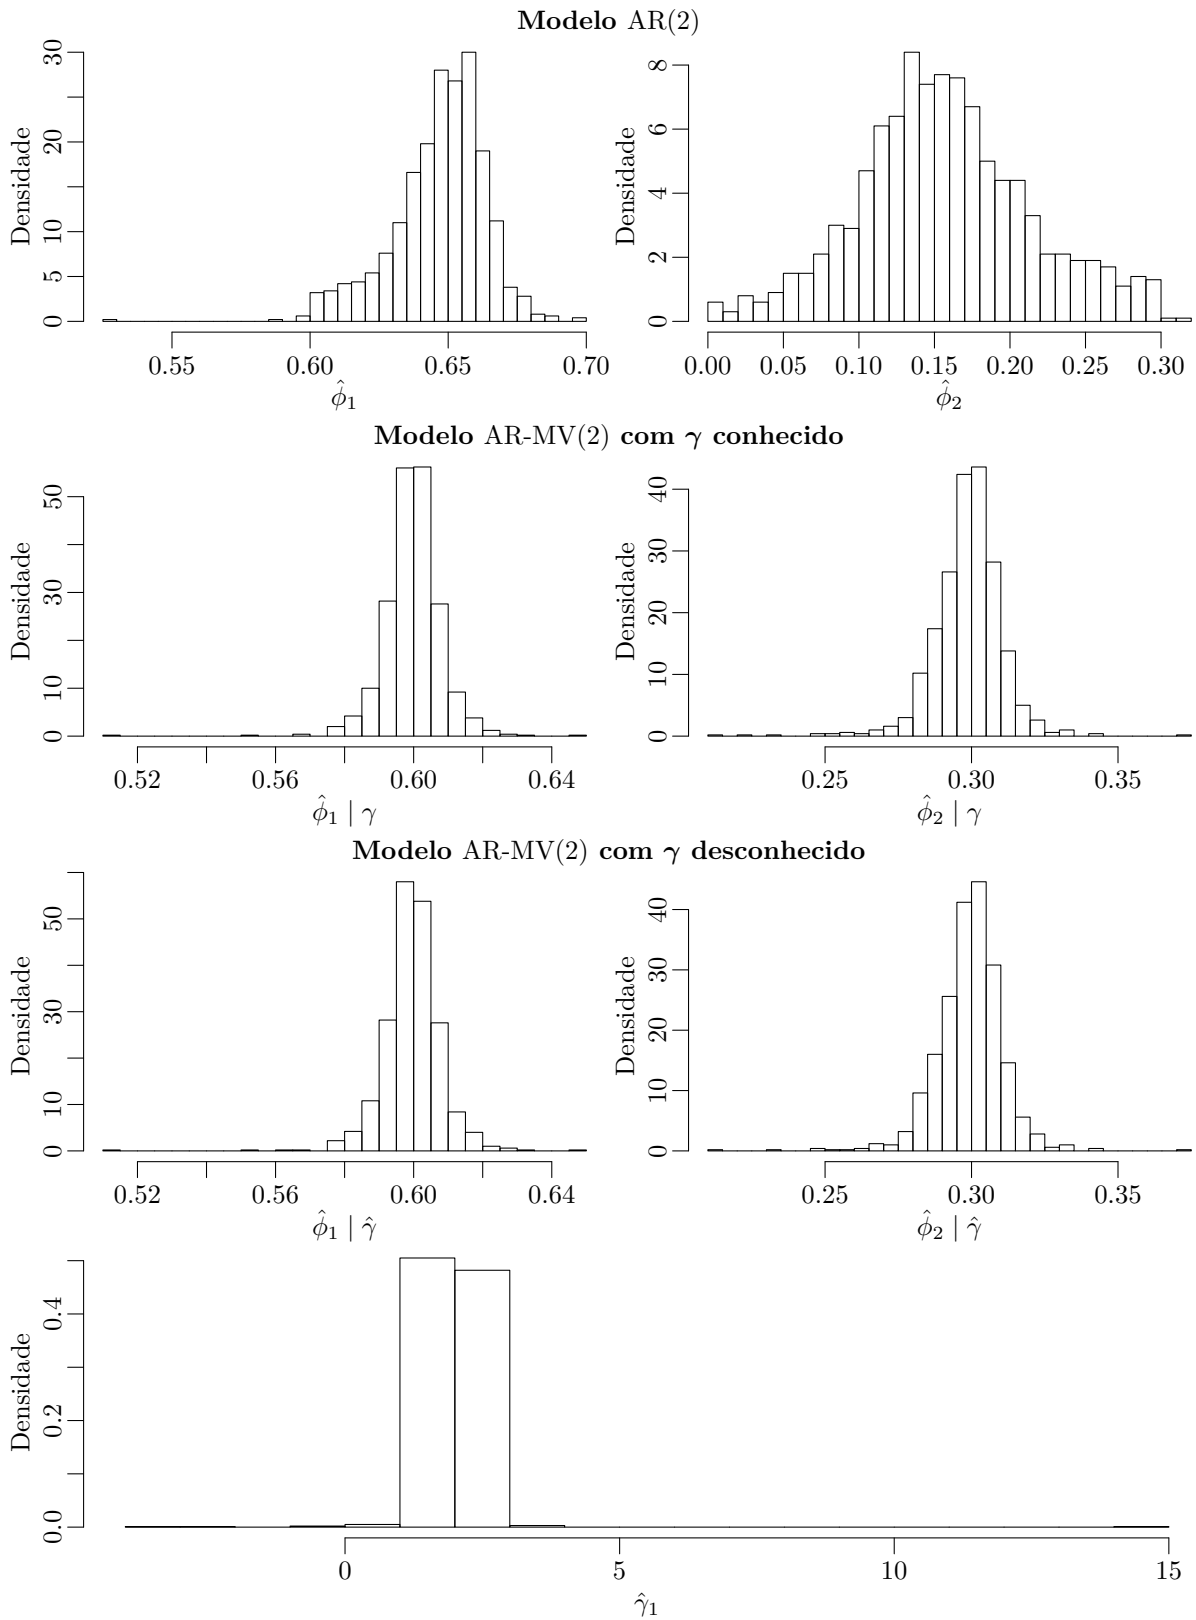 Modelo AR(2)
Densidade
0 5 10 20 30
0.55 0.60 0.65 0.70
φ̂₁
Densidade
0 2 4 6 8
0.00 0.05 0.10 0.15 0.20 0.25 0.30
φ̂₂
Modelo AR-MV(2) com γ conhecido
Densidade
0 10 30 50
0.52 0.56 0.60 0.64
φ̂₁ | γ
Densidade
0 10 20 30 40
0.25 0.30 0.35
φ̂₂ | γ
Modelo AR-MV(2) com γ desconhecido
Densidade
0 10 30 50
0.52 0.56 0.60 0.64
φ̂₁ | γ̂
Densidade
0 10 20 30 40
0.25 0.30 0.35
φ̂₂ | γ̂
Densidade
0.0 0.2 0.4
0 5 10 15
γ̂₁